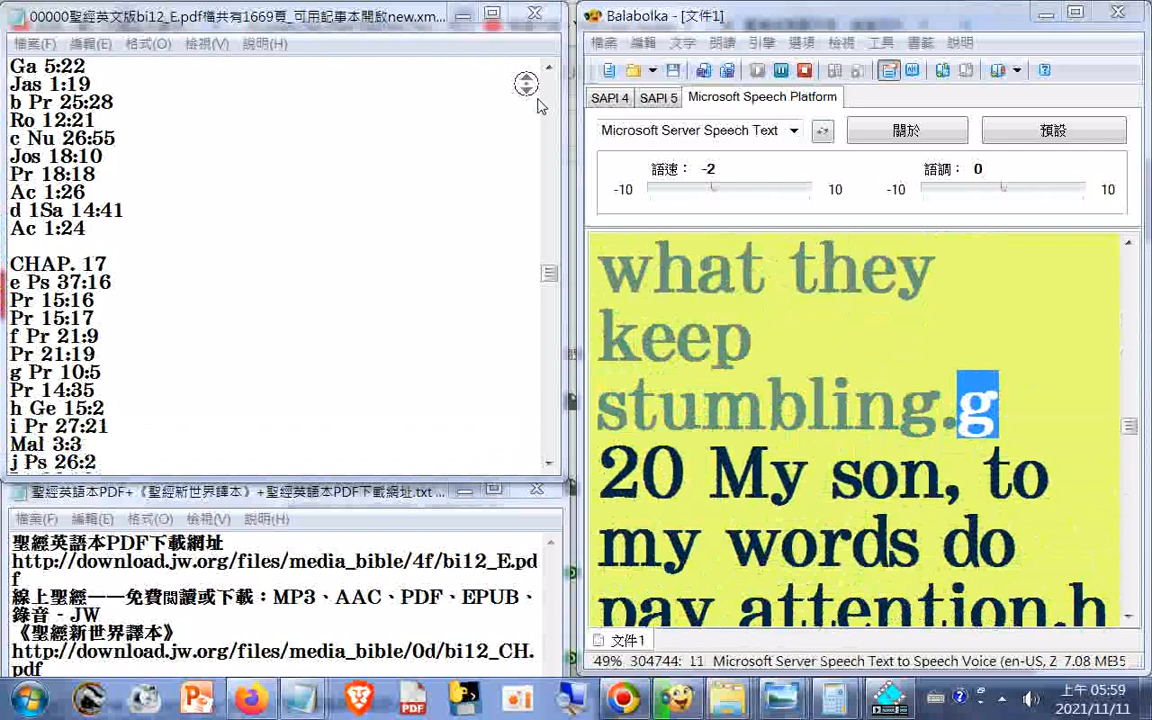 00000聖經英文版bi12_E.pdf檔共有1669頁_可用記事本開啟new.xm...
檔案(F) 編輯(E) 格式(O) 檢視(V) 說明(H)
Ga 5:22
Jas 1:19
b Pr 25:28
Ro 12:21
c Nu 26:55
Jos 18:10
Pr 18:18
Ac 1:26
d 1Sa 14:41
Ac 1:24
CHAP. 17
e Ps 37:16
Pr 15:16
Pr 15:17
f Pr 21:9
Pr 21:19
g Pr 10:5
Pr 14:35
h Ge 15:2
i Pr 27:21
Mal 3:3
j Ps 26:2
聖經英語本PDF+《聖經新世界譯本》+聖經英語本PDF下載網址.txt ...
檔案(F) 編輯(E) 格式(O) 檢視(V) 說明(H)
聖經英語本PDF下載網址
http://download.jw.org/files/media_bible/4f/bi12_E.pd
f
線上聖經——免費閱讀或下載：MP3、AAC、PDF、EPUB、
錄音 - JW
《聖經新世界譯本》
http://download.jw.org/files/media_bible/0d/bi12_CH.
pdf
Balabolka - [文件1]
檔案 編輯 文字 朗讀 引擎 選項 檢視 工具 書籤 說明
SAPI 4 SAPI 5 Microsoft Speech Platform
Microsoft Server Speech Text 關於 預設
語速： -2 語調： 0
-10 10 -10 10
what they
keep
stumbling.g
20 My son, to
my words do
pay attention.h
文件1
49% 304744: 11 Microsoft Server Speech Text to Speech Voice (en-US, Z 7.08 MB
上午 05:59
2021/11/11